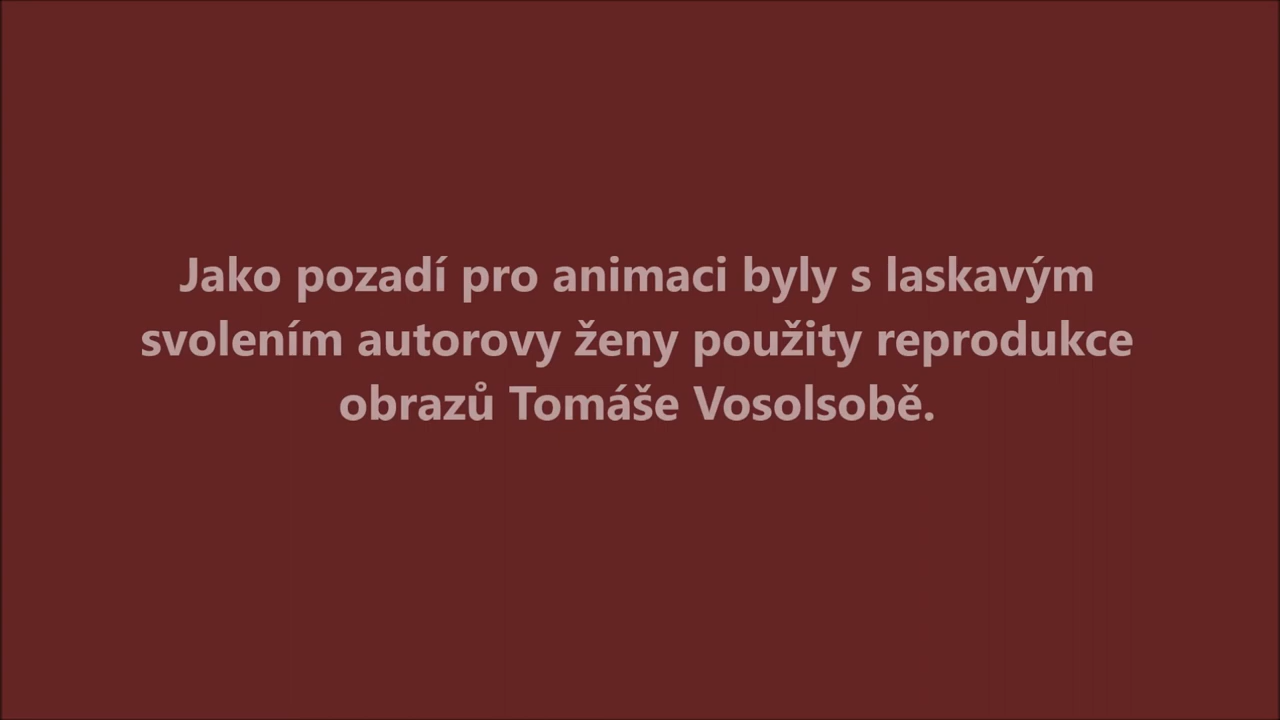 Jako pozadí pro animaci byly s laskavým
svolením autorovy ženy použity reprodukce
obrazů Tomáše Vosolsobě.